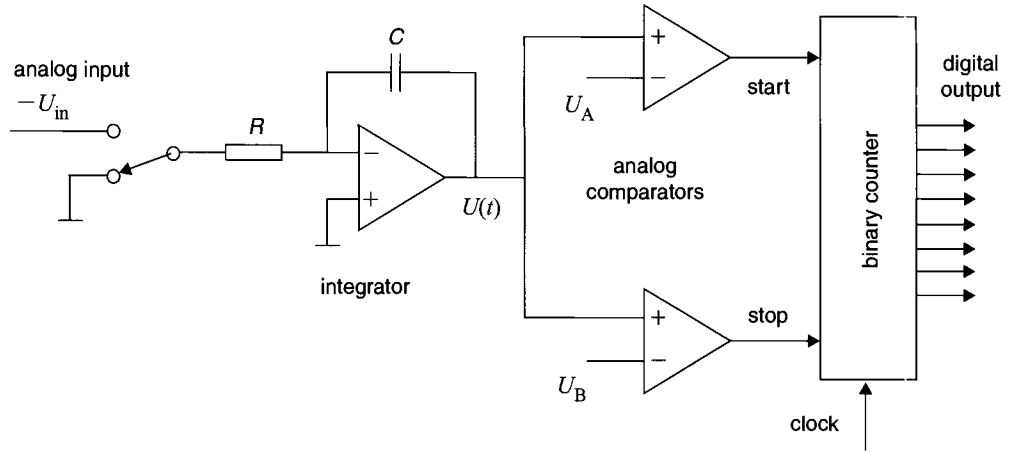 analog input
−U_in
R
C
−
+
U(t)
integrator
+
−
U_A
start
analog
comparators
+
−
U_B
stop
binary counter
clock
digital
output